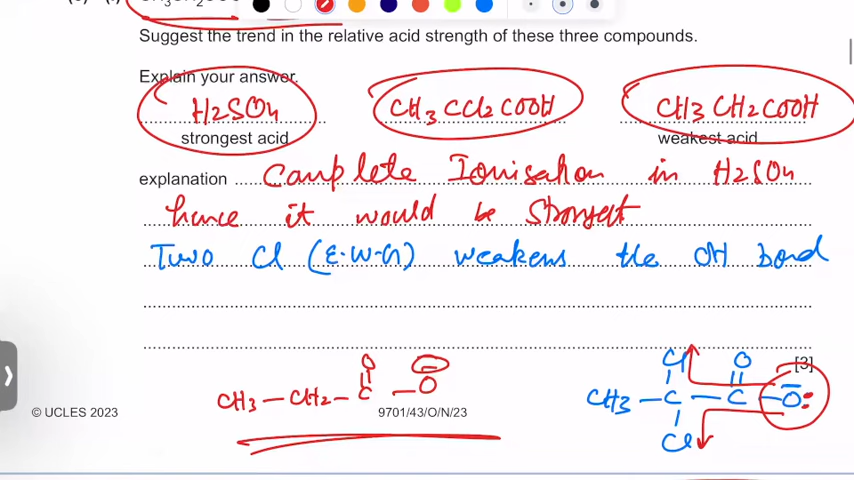 Suggest the trend in the relative acid strength of these three compounds.
Explain your answer.
H2SO4 CH3CCl2COOH CH3CH2COOH
strongest acid weakest acid
explanation Complete Ionisation in H2SO4
hence it would be strongest
Two Cl (E.W.G) weakens the OH bond
[3]
CH3 — CH2 — C — O
O
CH3 — C — C — O
Cl O
Cl
© UCLES 2023 9701/43/O/N/23